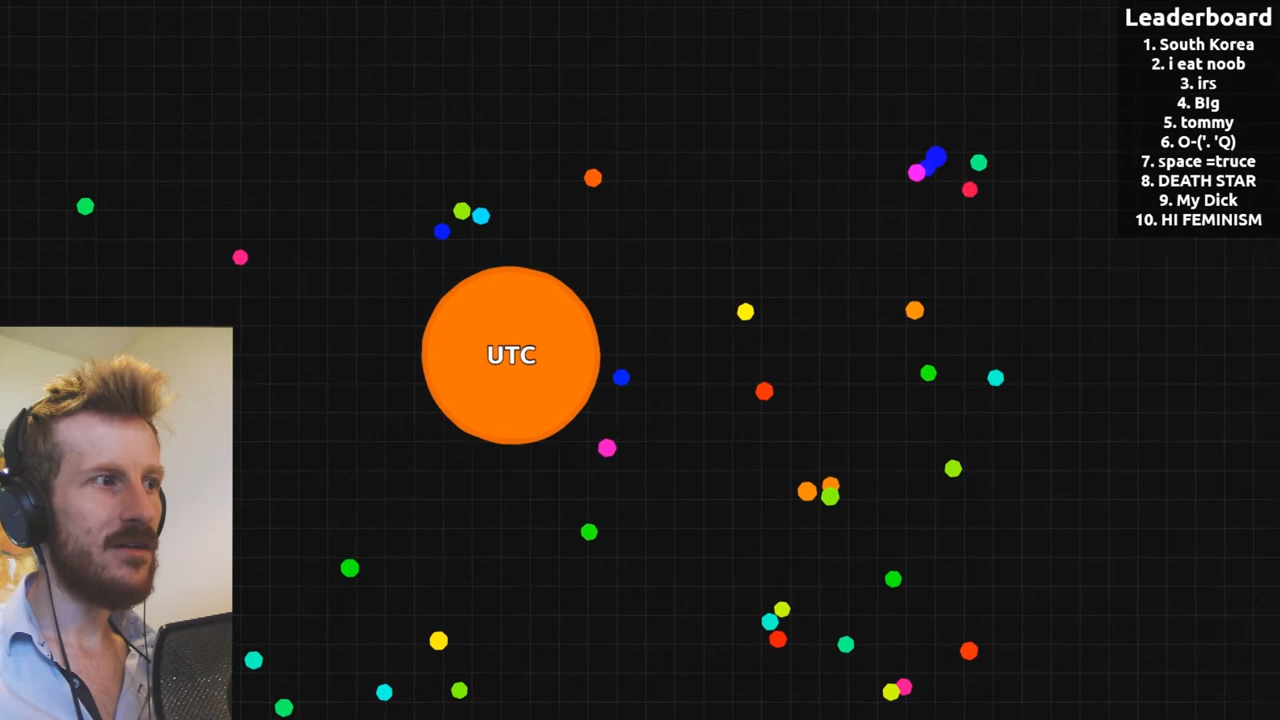 Leaderboard
1. South Korea
2. i eat noob
3. irs
4. BIg
5. tommy
6. O-('. 'Q)
7. space =truce
8. DEATH STAR
9. My Dick
10. HI FEMINISM
UTC